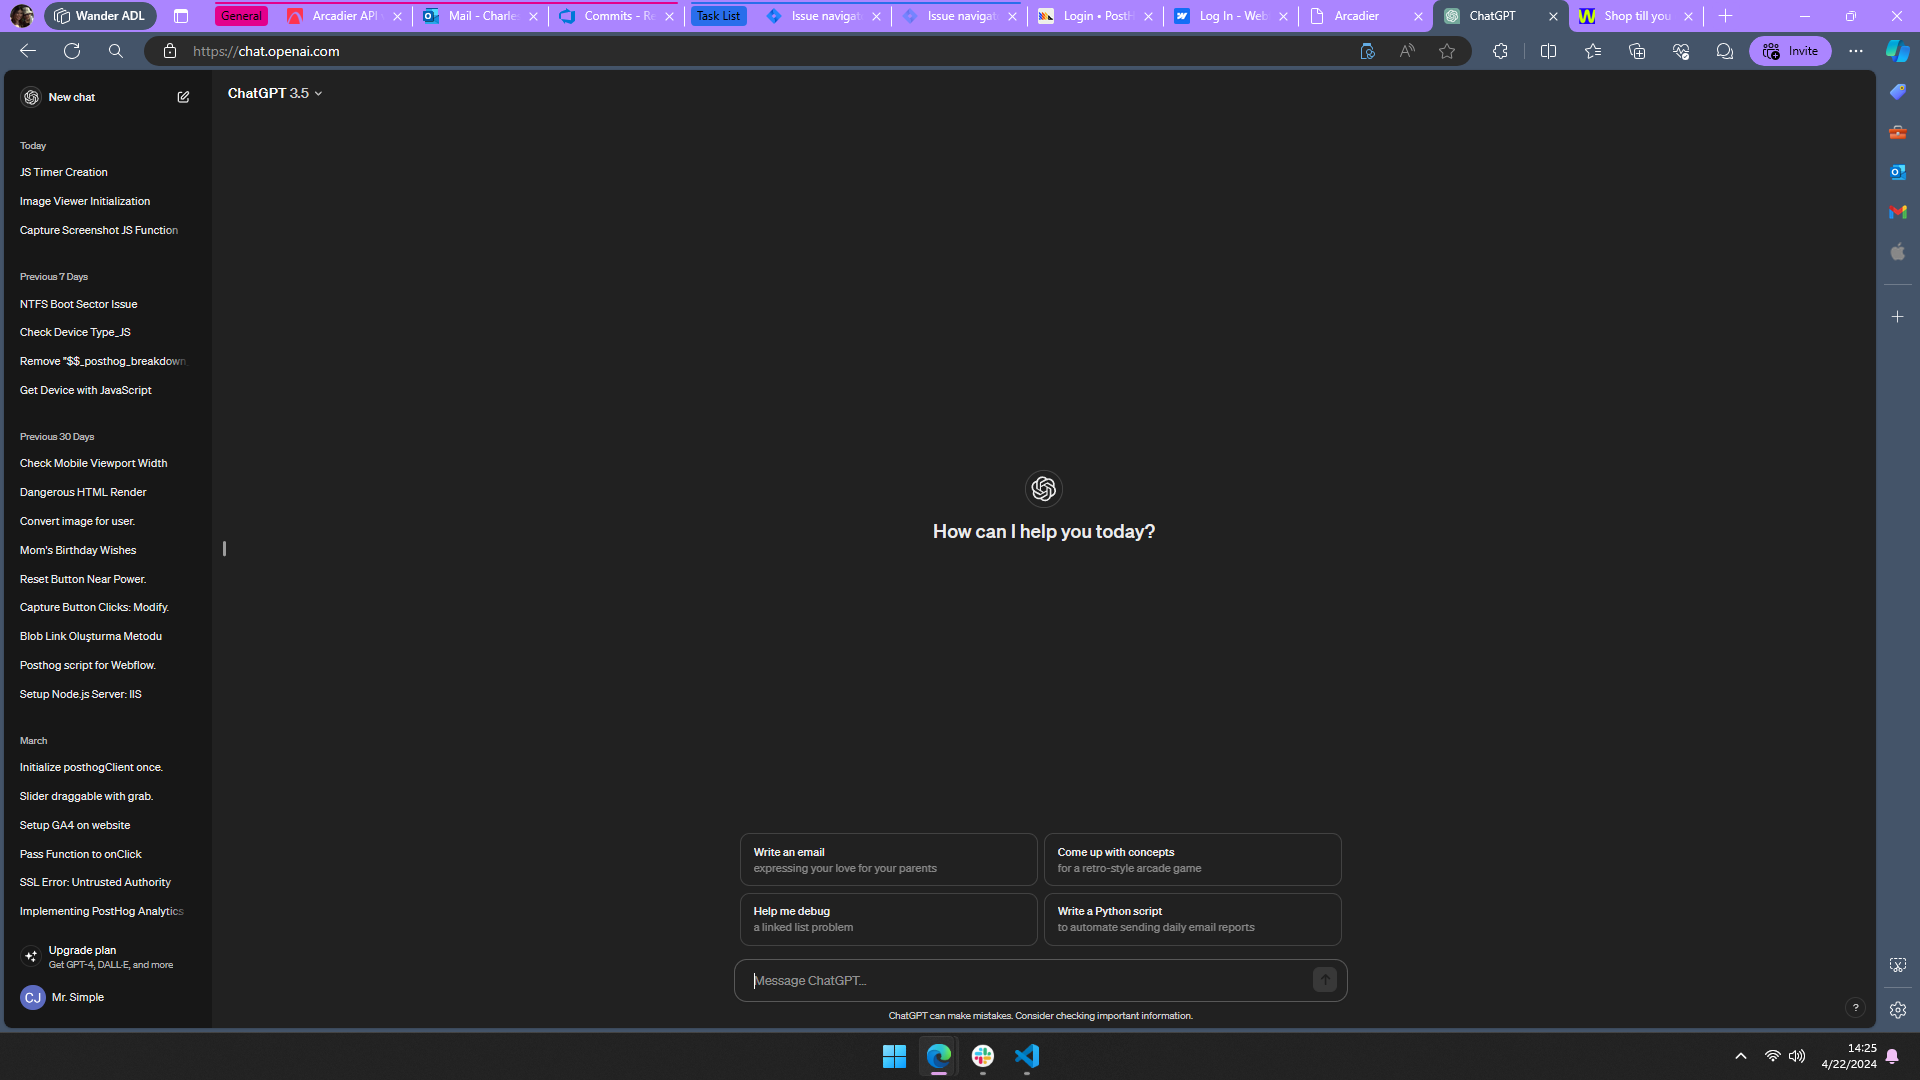 Wander ADL
General
Arcadier API
Mail - Charles
Commits - Re
Task List
Issue navigat
Issue navigat
Login • PostH
Log In - Web
Arcadier
ChatGPT
Shop till you
https://chat.openai.com
Invite
New chat
ChatGPT 3.5
Today
JS Timer Creation
Image Viewer Initialization
Capture Screenshot JS Function
Previous 7 Days
NTFS Boot Sector Issue
Check Device Type_JS
Remove "$$_posthog_breakdown_
Get Device with JavaScript
Previous 30 Days
Check Mobile Viewport Width
Dangerous HTML Render
Convert image for user.
Mom's Birthday Wishes
Reset Button Near Power.
Capture Button Clicks: Modify.
Blob Link Oluşturma Metodu
Posthog script for Webflow.
Setup Node.js Server: IIS
March
Initialize posthogClient once.
Slider draggable with grab.
Setup GA4 on website
Pass Function to onClick
SSL Error: Untrusted Authority
Implementing PostHog Analytics
Upgrade plan
Get GPT-4, DALL·E, and more
CJ
Mr. Simple
How can I help you today?
Write an email
expressing your love for your parents
Come up with concepts
for a retro-style arcade game
Help me debug
a linked list problem
Write a Python script
to automate sending daily email reports
Message ChatGPT...
ChatGPT can make mistakes. Consider checking important information.
?
14:25
4/22/2024